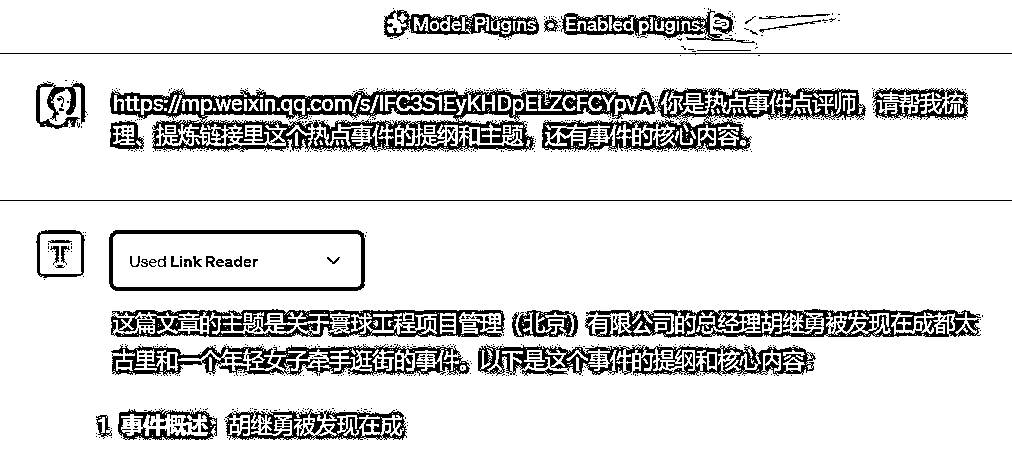 Model: Plugins • Enabled plugins:
https://mp.weixin.qq.com/s/IFC3S1EyKHDpELZCFCYpvA 你是热点事件点评师，请帮我梳
理、提炼链接里这个热点事件的提纲和主题，还有事件的核心内容。
Used Link Reader
这篇文章的主题是关于寰球工程项目管理（北京）有限公司的总经理胡继勇被发现在成都太
古里和一个年轻女子牵手逛街的事件。以下是这个事件的提纲和核心内容：
1. 事件概述：胡继勇被发现在成